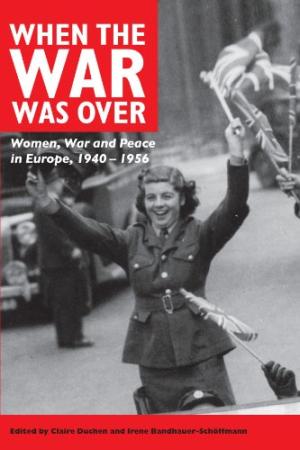 WHEN THE
WAR
WAS OVER
Women, War and Peace
in Europe, 1940 – 1956
Edited by Claire Duchen and Irene Bandhauer-Schöffmann